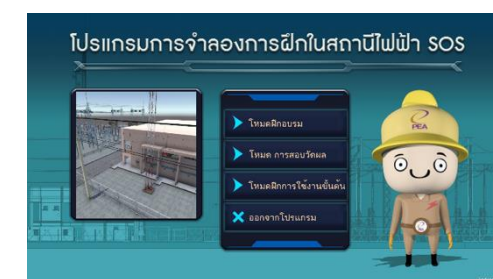 โปรแกรมการจำลองการฝึกในสถานีไฟฟ้า SOS
โหมดฝึกอบรม
โหมด การสอบวัดผล
โหมดฝึกการใช้งานขั้นต้น
ออกจากโปรแกรม
PEA